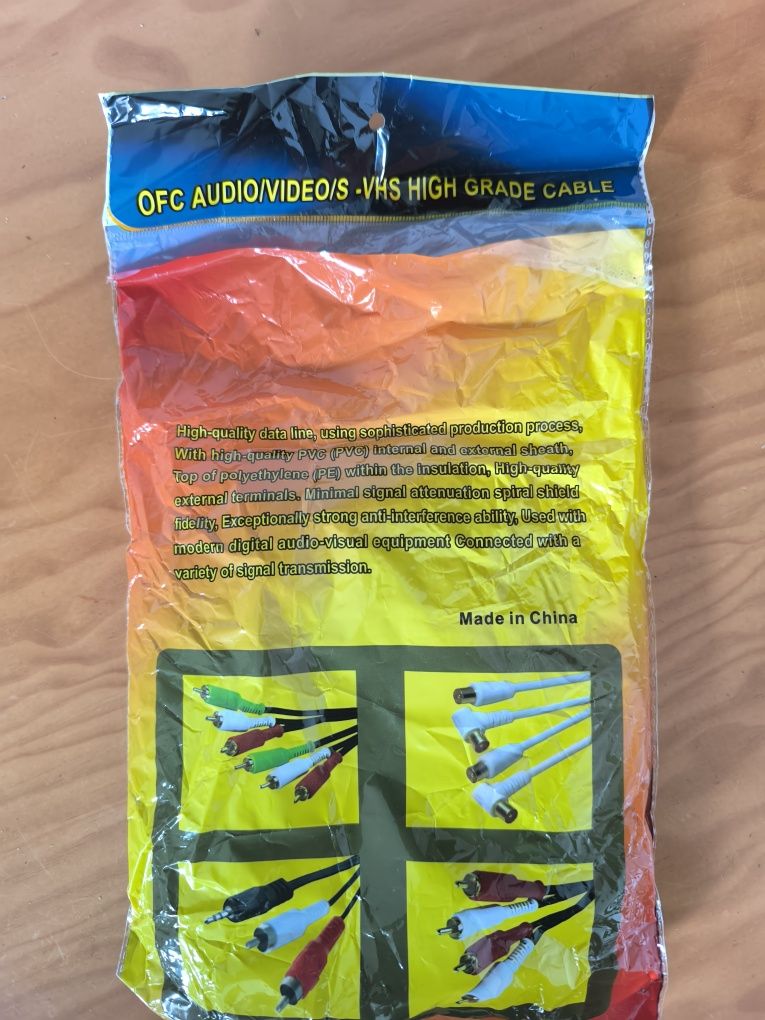 OFC AUDIO/VIDEO/S -VHS HIGH GRADE CABLE
High-quality data line, using sophisticated production process,
With high-quality PVC (PVC) internal and external sheath,
Top of polyethylene (PE) within the insulation, High-quality
external terminals. Minimal signal attenuation spiral shield
fidelity, Exceptionally strong anti-interference ability, Used with
modern digital audio-visual equipment Connected with a
variety of signal transmission.
Made in China